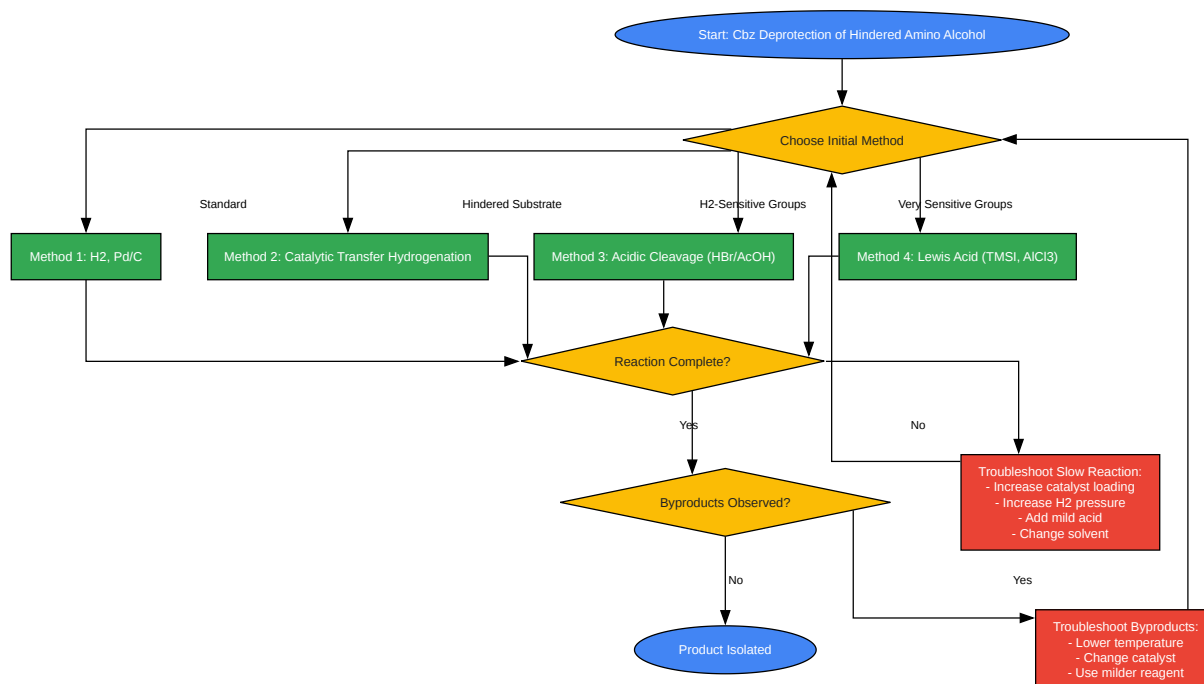 Start: Cbz Deprotection of Hindered Amino Alcohol
Choose Initial Method
Standard
Hindered Substrate
H2-Sensitive Groups
Very Sensitive Groups
Method 1: H2, Pd/C
Method 2: Catalytic Transfer Hydrogenation
Method 3: Acidic Cleavage (HBr/AcOH)
Method 4: Lewis Acid (TMSI, AlCl3)
Reaction Complete?
Yes
No
Troubleshoot Slow Reaction:
- Increase catalyst loading
- Increase H2 pressure
- Add mild acid
- Change solvent
Byproducts Observed?
No
Yes
Troubleshoot Byproducts:
- Lower temperature
- Change catalyst
- Use milder reagent
Product Isolated